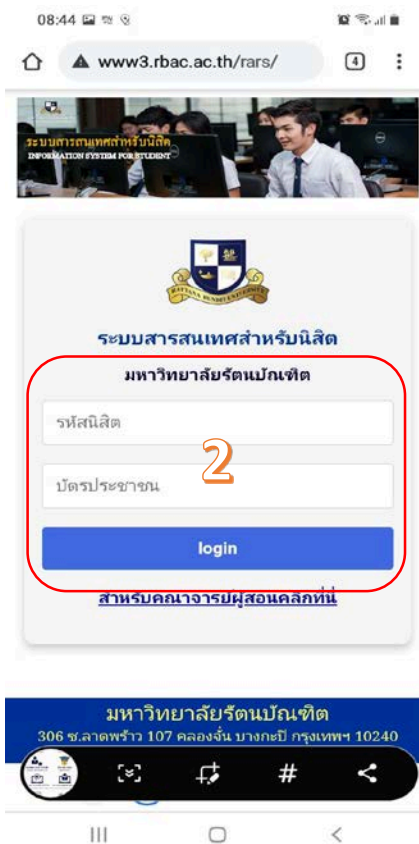 08:44
www3.rbac.ac.th/rars/
4
ระบบสารสนเทศสำหรับนิสิต
INFORMATION SYSTEM FOR STUDENT
RATTANA BUNDIT UNIVERSITY
ระบบสารสนเทศสำหรับนิสิต
มหาวิทยาลัยรัตนบัณฑิต
รหัสนิสิต
2
บัตรประชาชน
login
สำหรับคณาจารย์ผู้สอนคลิกที่นี่
มหาวิทยาลัยรัตนบัณฑิต
306 ซ.ลาดพร้าว 107 คลองจั่น บางกะปิ กรุงเทพฯ 10240
#